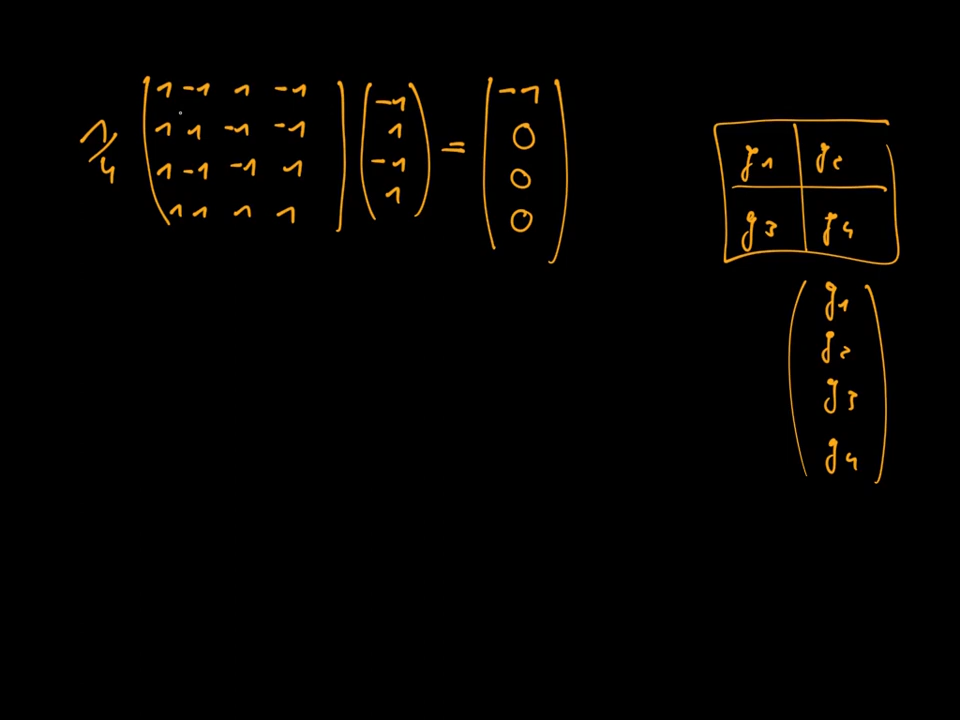 1/4 ( 1 -1 1 -1 ) ( -1 ) = ( -1 )
1 1 -1 -1 1 0
1 -1 -1 1 -1 0
1 1 1 1 1 0
g1 g2
g3 g4
g1
g2
g3
g4